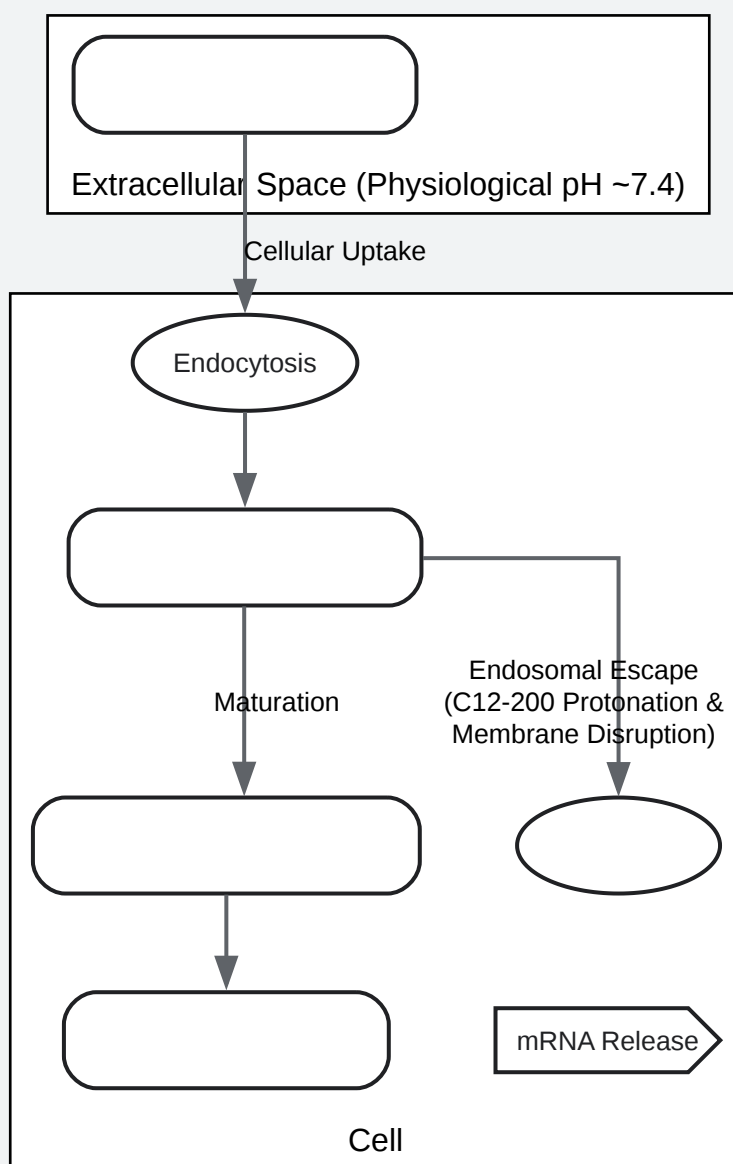 Extracellular Space (Physiological pH ~7.4)
Cellular Uptake
Endocytosis
Maturation
Endosomal Escape
(C12-200 Protonation &
Membrane Disruption)
mRNA Release
Cell